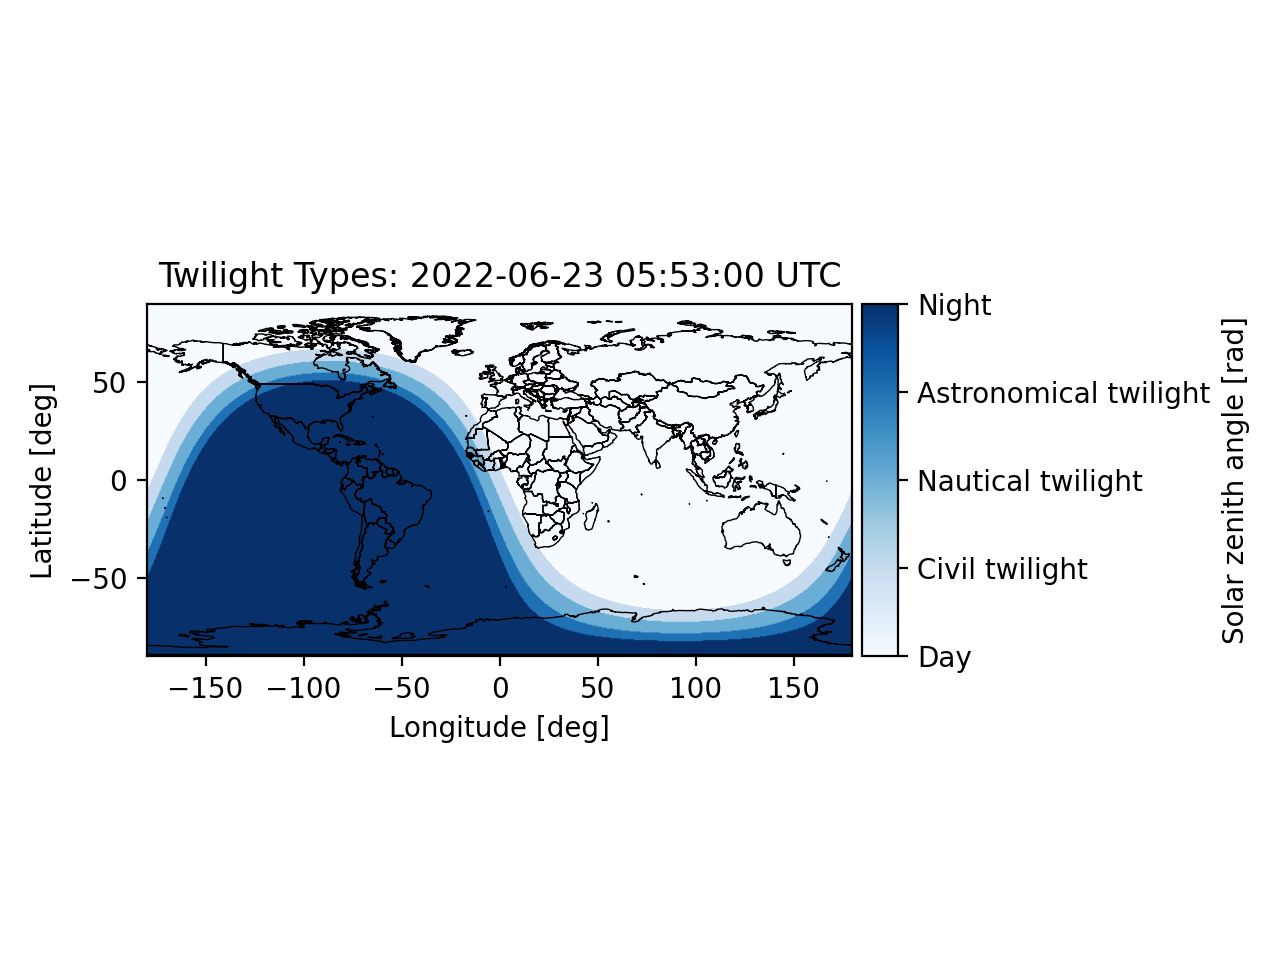 Twilight Types: 2022-06-23 05:53:00 UTC
Latitude [deg]
50
0
−50
−150
−100
−50
0
50
100
150
Longitude [deg]
Night
Astronomical twilight
Nautical twilight
Civil twilight
Day
Solar zenith angle [rad]